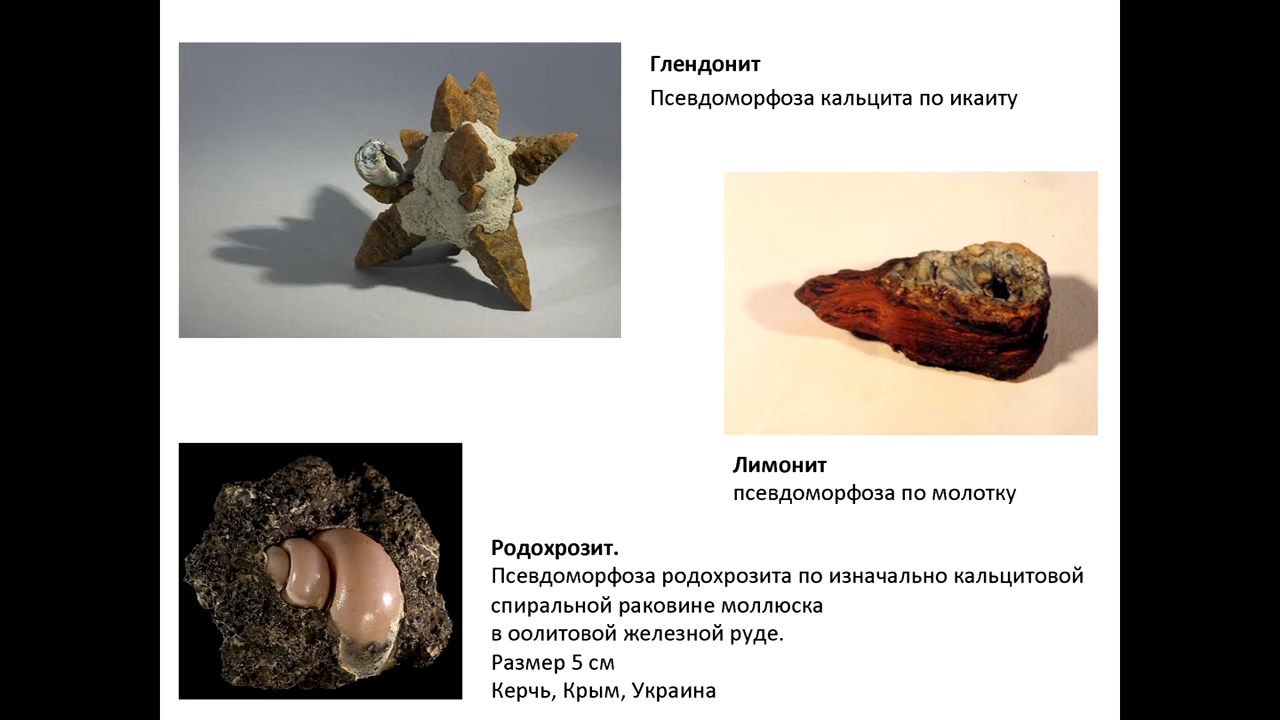 Глендонит
Псевдоморфоза кальцита по икаиту
Лимонит
псевдоморфоза по молотку
Родохрозит.
Псевдоморфоза родохрозита по изначально кальцитовой
спиральной раковине моллюска
в оолитовой железной руде.
Размер 5 см
Керчь, Крым, Украина